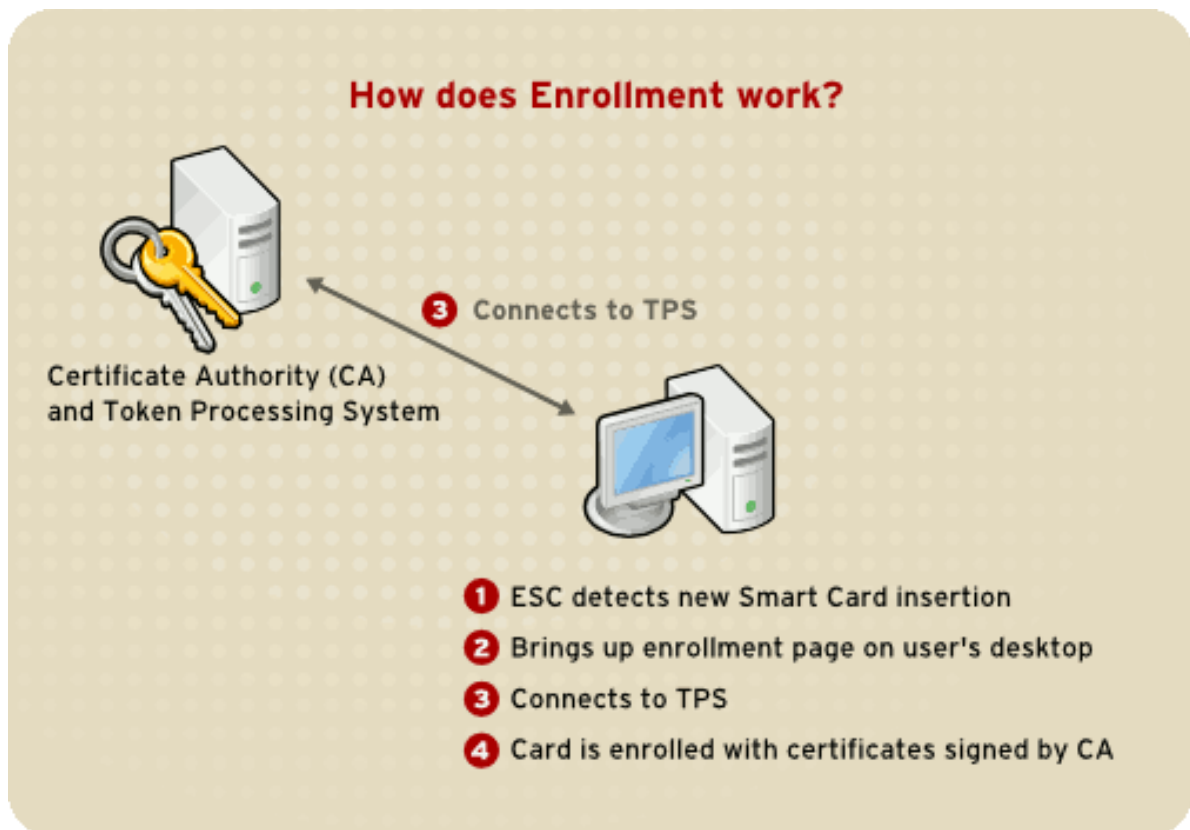 How does Enrollment work?
3 Connects to TPS
Certificate Authority (CA)
and Token Processing System
1 ESC detects new Smart Card insertion
2 Brings up enrollment page on user's desktop
3 Connects to TPS
4 Card is enrolled with certificates signed by CA